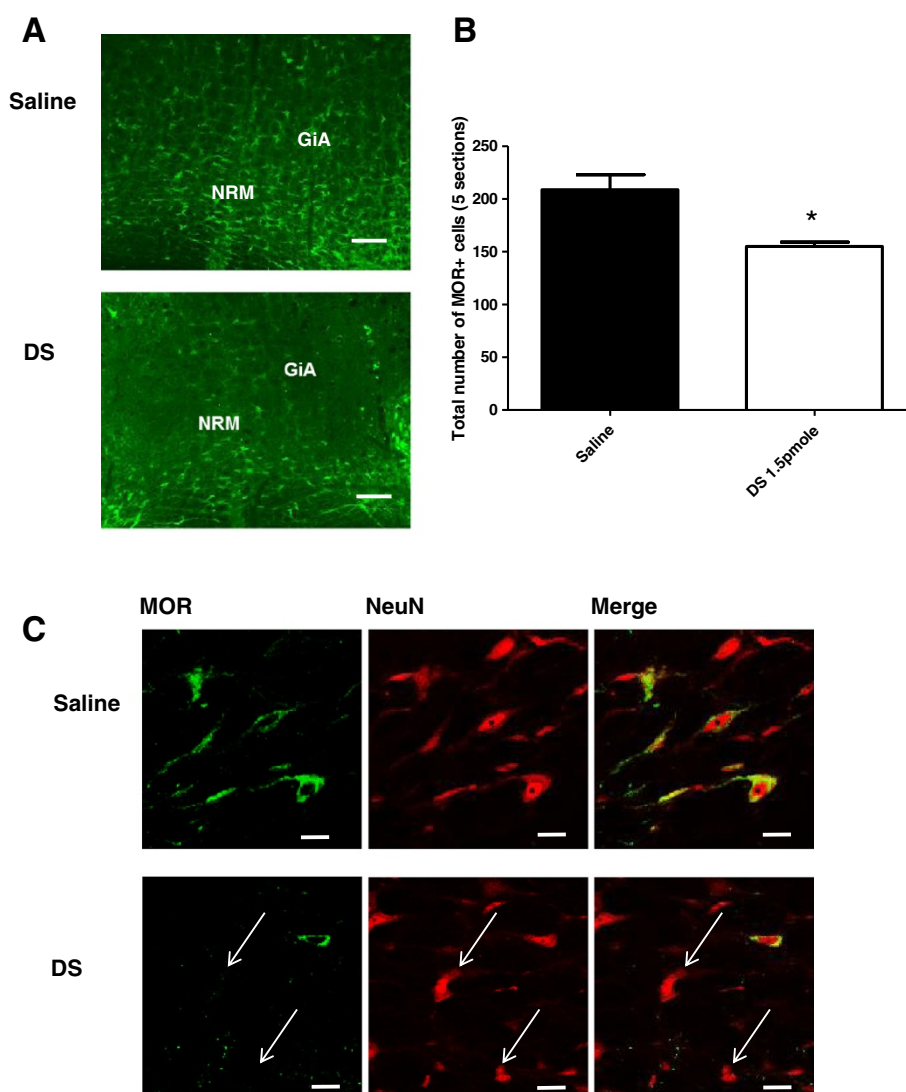 A
B
Saline
GiA
NRM
DS
GiA
NRM
Total number of MOR+ cells (5 sections)
250
200
150
100
50
0
*
Saline
DS 1.5pmole
C
MOR
NeuN
Merge
Saline
DS